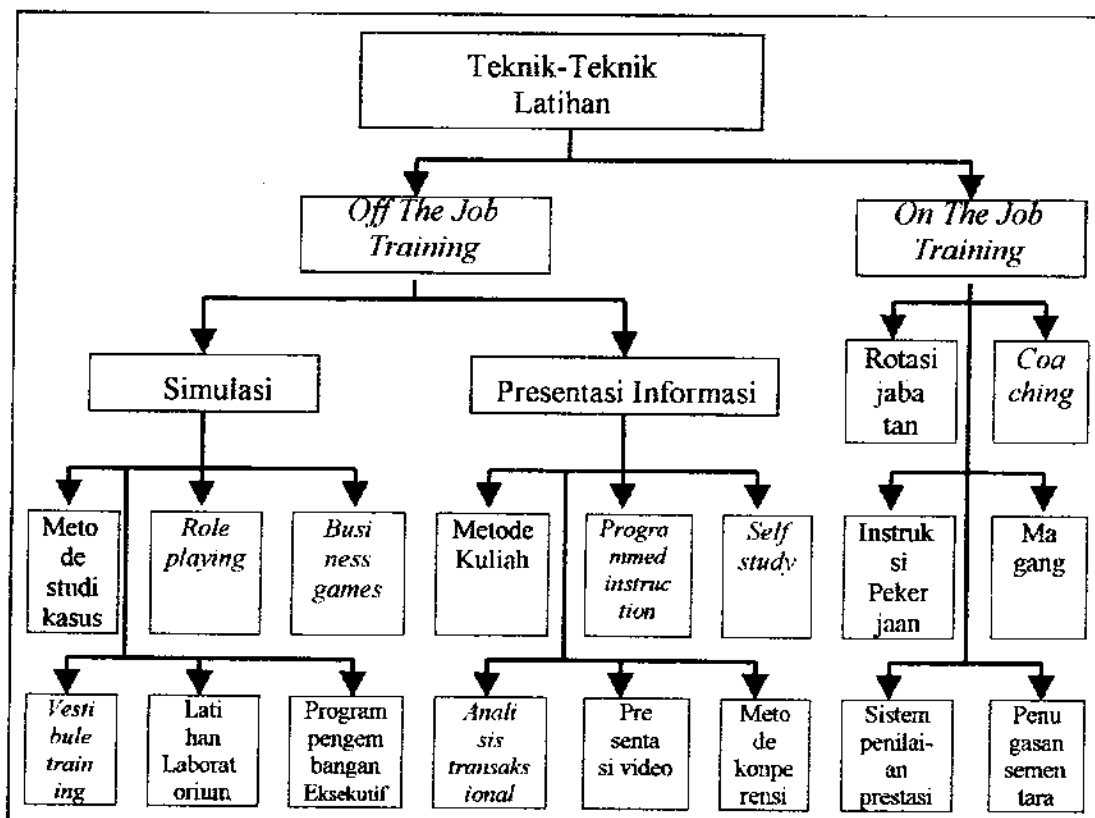 Teknik-Teknik
Latihan
Off The Job
Training
On The Job
Training
Simulasi
Presentasi Informasi
Rotasi
jaba
tan
Coa
ching
Meto
de
studi
kasus
Role
playing
Busi
ness
games
Metode
Kuliah
Progra
mmed
instruc
tion
Self
study
Instruk
si
Peker
jaan
Ma
gang
Vesti
bule
train
ing
Lati
han
Laborat
orium
Program
pengem
bangan
Eksekutif
Anali
sis
transaks
ional
Pre
senta
si video
Meto
de
konpe
rensi
Sistem
penilai-
an
prestasi
Penu
gasan
semen
tara